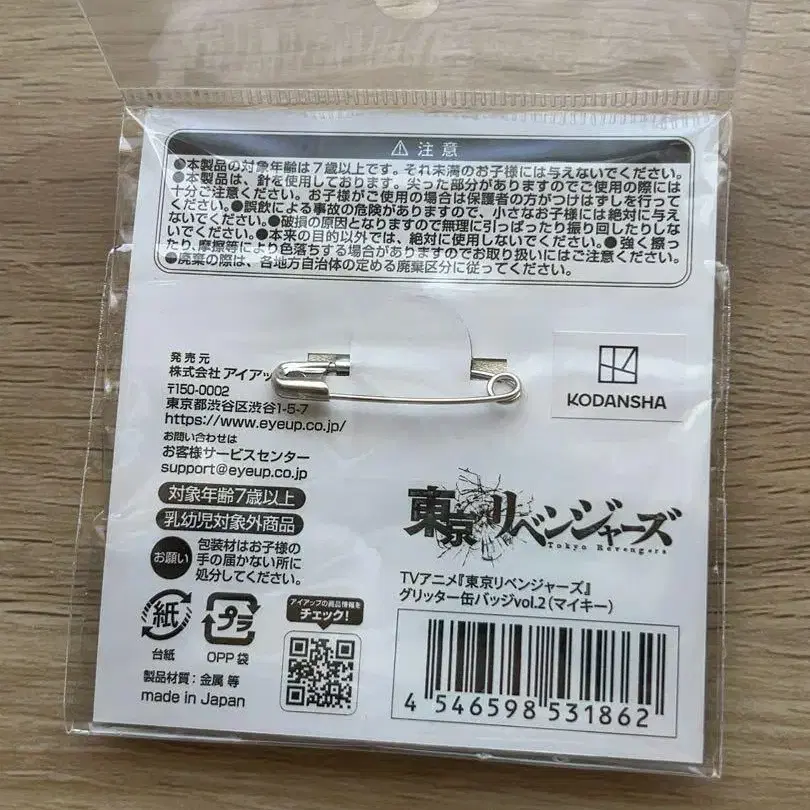 ⚠ 注意
●本製品の対象年齢は7歳以上です。それ未満のお子様には与えないでください。
●本製品は、針を使用しております。尖った部分がありますのでご使用の際には
十分ご注意ください。お子様がご使用の場合は保護者の方がつけはずしを行って
ください。●誤飲による事故の危険がありますので、小さなお子様には絶対に与え
ないでください。●破損の原因となりますので無理に引っぱったり振り回したりしな
いでください。●本来の目的以外では、絶対に使用しないでください。●強く擦っ
たり、摩擦等により色落ちする場合がありますのでお取り扱いにはご注意ください。
●廃棄の際は、各地方自治体の定める廃棄区分に従ってください。
発売元
株式会社 アイアッ
〒150-0002
東京都渋谷区渋谷1-5-7
https://www.eyeup.co.jp/
お問い合わせは
お客様サービスセンター
support@eyeup.co.jp
対象年齢7歳以上
乳幼児対象外商品
お願い
包装材はお子様の
手の届かない所に
処分してください。
紙
台紙
プラ
OPP 袋
アイアップの商品情報を
チェック!
製品材質:金属 等
made in Japan
KODANSHA
東京リベンジャーズ
Tokyo Revengers
TVアニメ『東京リベンジャーズ』
グリッター缶バッジvol.2(マイキー)
4 546598 531862